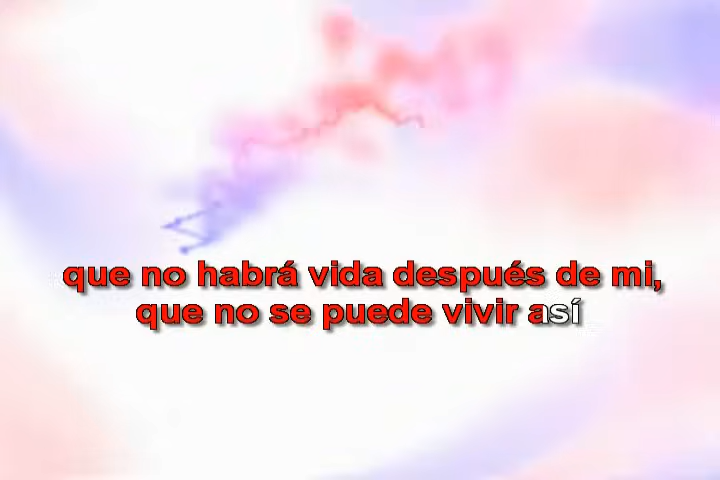 que no habrá vida después de mi,
que no se puede vivir así